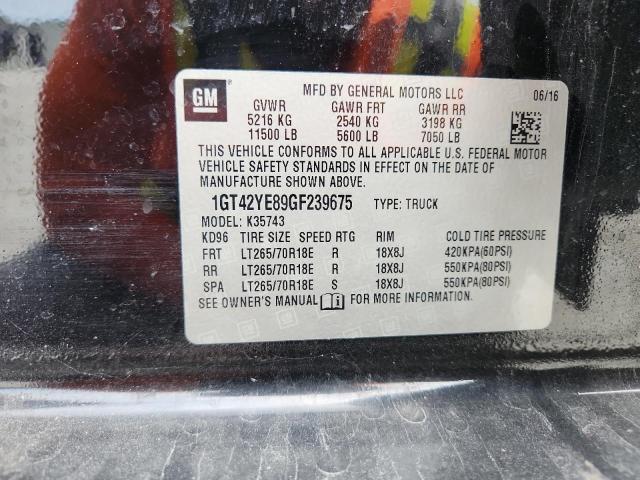 GM
MFD BY GENERAL MOTORS LLC 06/16
GVWR GAWR FRT GAWR RR
5216 KG 2540 KG 3198 KG
11500 LB 5600 LB 7050 LB
THIS VEHICLE CONFORMS TO ALL APPLICABLE U.S. FEDERAL MOTOR
VEHICLE SAFETY STANDARDS IN EFFECT ON THE DATE OF
MANUFACTURE SHOWN ABOVE.
1GT42YE89GF239675 TYPE: TRUCK
MODEL: K35743
KD96 TIRE SIZE SPEED RTG RIM COLD TIRE PRESSURE
FRT LT265/70R18E R 18X8J 420KPA(60PSI)
RR LT265/70R18E R 18X8J 550KPA(80PSI)
SPA LT265/70R18E S 18X8J 550KPA(80PSI)
SEE OWNER'S MANUAL FOR MORE INFORMATION.